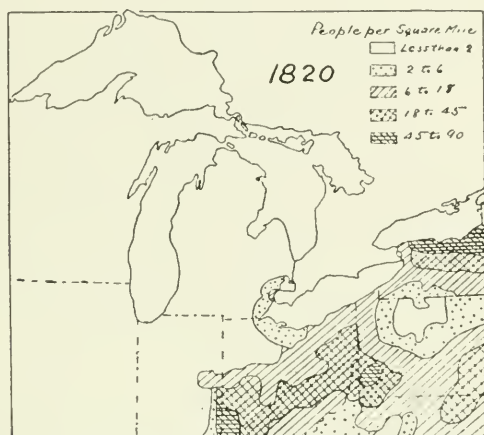 People per Square Mile
1820
Less than 2
2 to 6
6 to 18
18 to 45
45 to 90